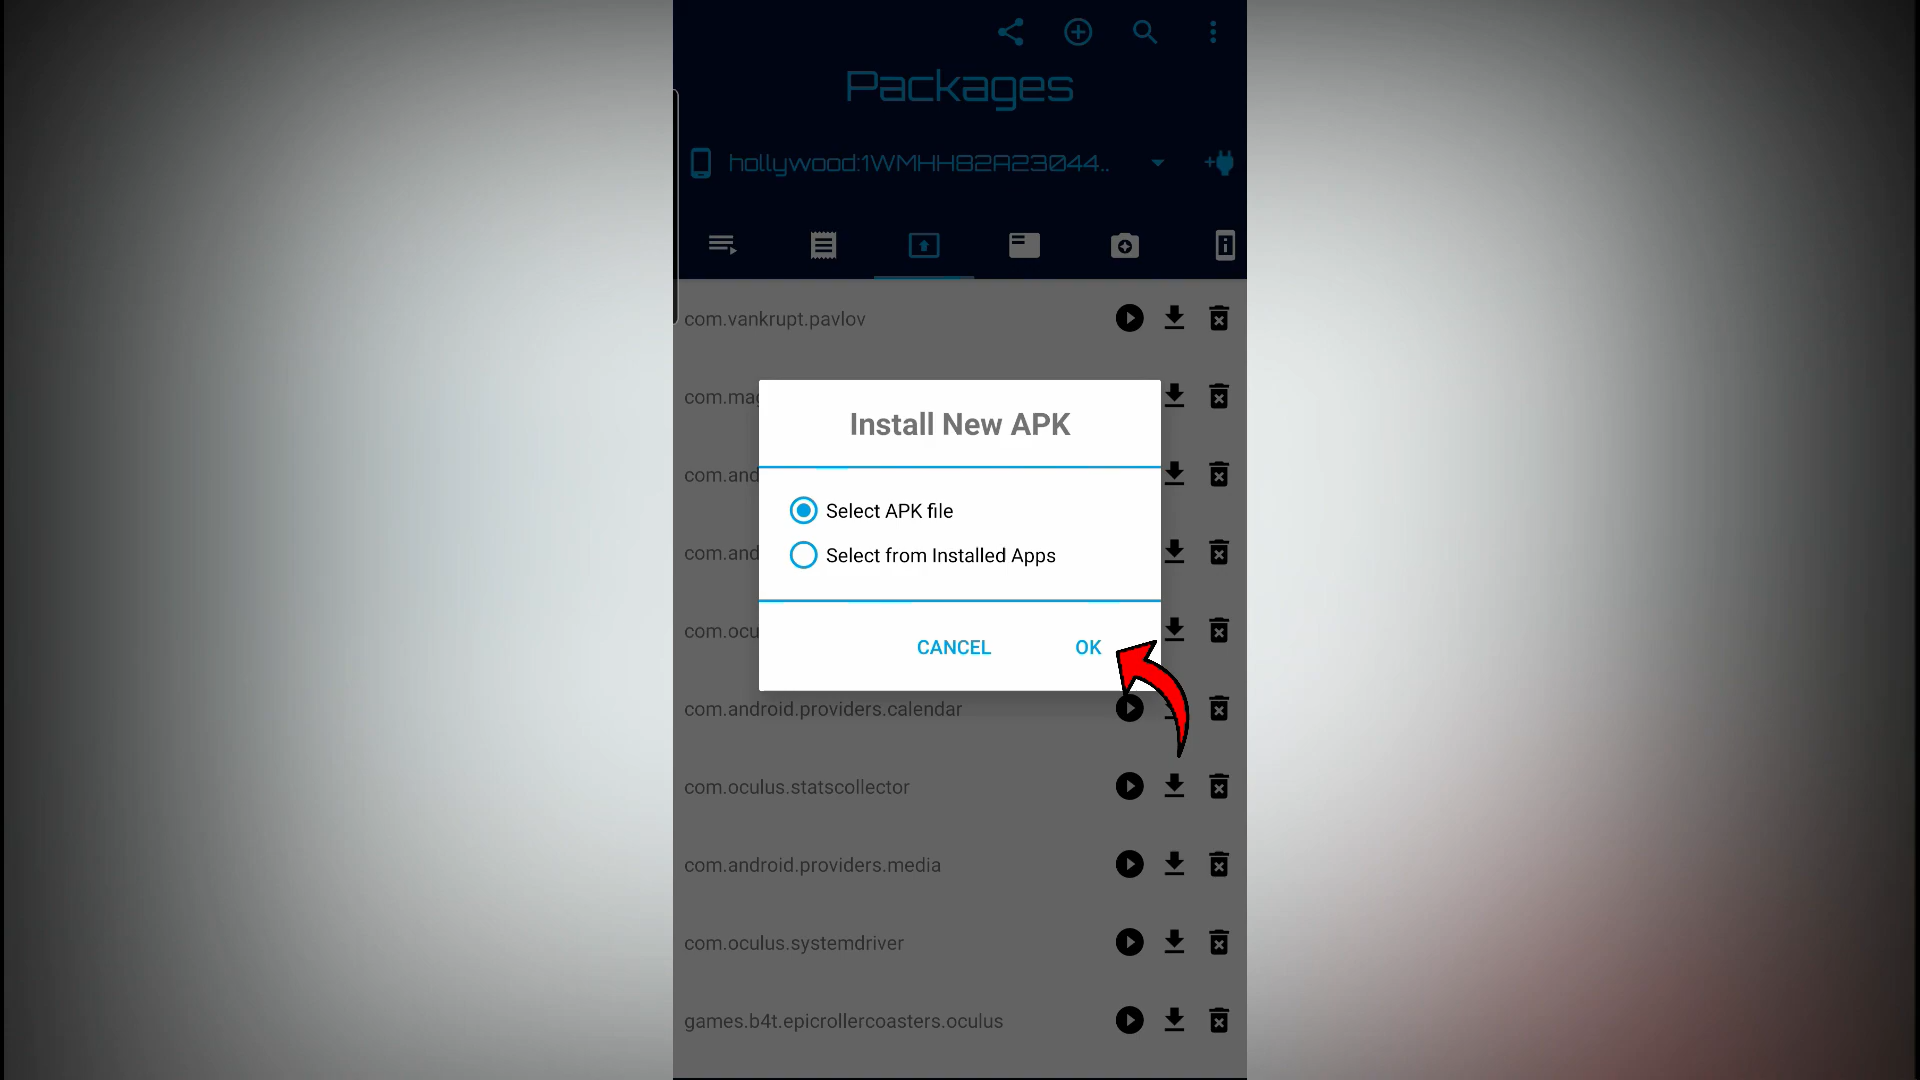 Packages
hollywood:1WMHH82A23044..
com.vankrupt.pavlov
com.mag
Install New APK
com.and
Select APK file
com.and
Select from Installed Apps
com.ocu
CANCEL OK
com.android.providers.calendar
com.oculus.statscollector
com.android.providers.media
com.oculus.systemdriver
games.b4t.epicrollercoasters.oculus